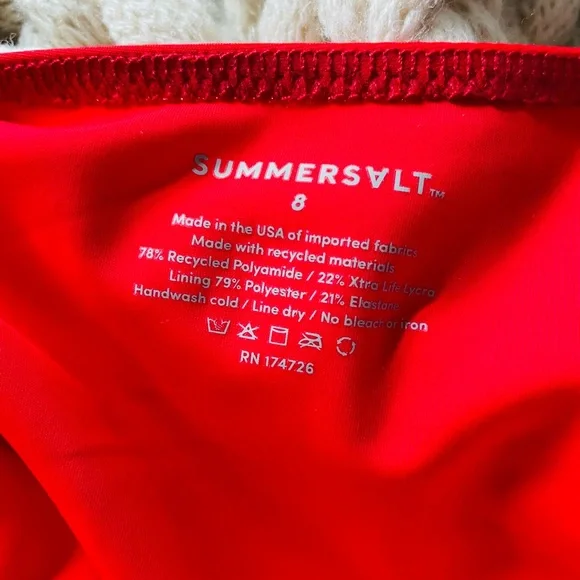 SUMMERSⱯLT™
8
Made in the USA of imported fabrics
Made with recycled materials
78% Recycled Polyamide / 22% Xtra Life Lycra
Lining 79% Polyester / 21% Elastane
Handwash cold / Line dry / No bleach or iron
RN 174726